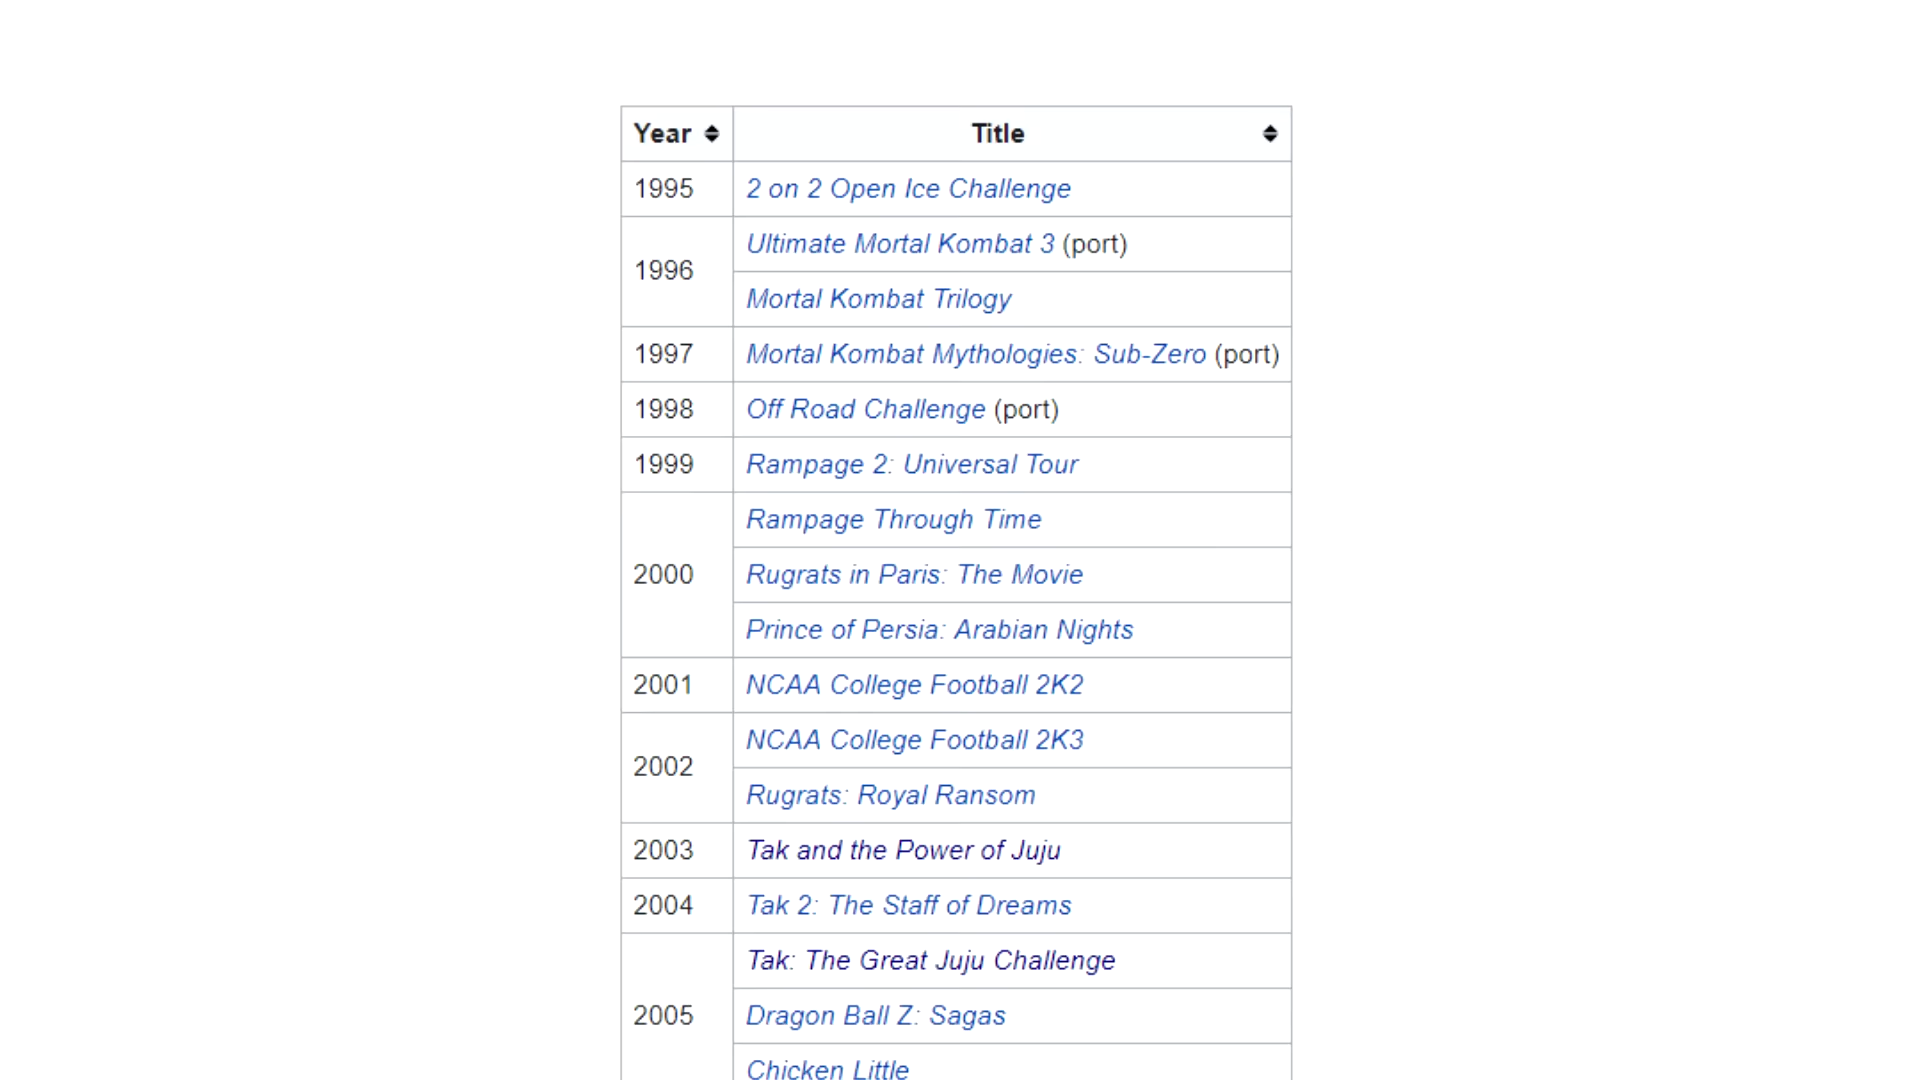 Year Title
1995 2 on 2 Open Ice Challenge
1996 Ultimate Mortal Kombat 3 (port)
Mortal Kombat Trilogy
1997 Mortal Kombat Mythologies: Sub-Zero (port)
1998 Off Road Challenge (port)
1999 Rampage 2: Universal Tour
2000 Rampage Through Time
Rugrats in Paris: The Movie
Prince of Persia: Arabian Nights
2001 NCAA College Football 2K2
2002 NCAA College Football 2K3
Rugrats: Royal Ransom
2003 Tak and the Power of Juju
2004 Tak 2: The Staff of Dreams
2005 Tak: The Great Juju Challenge
Dragon Ball Z: Sagas
Chicken Little